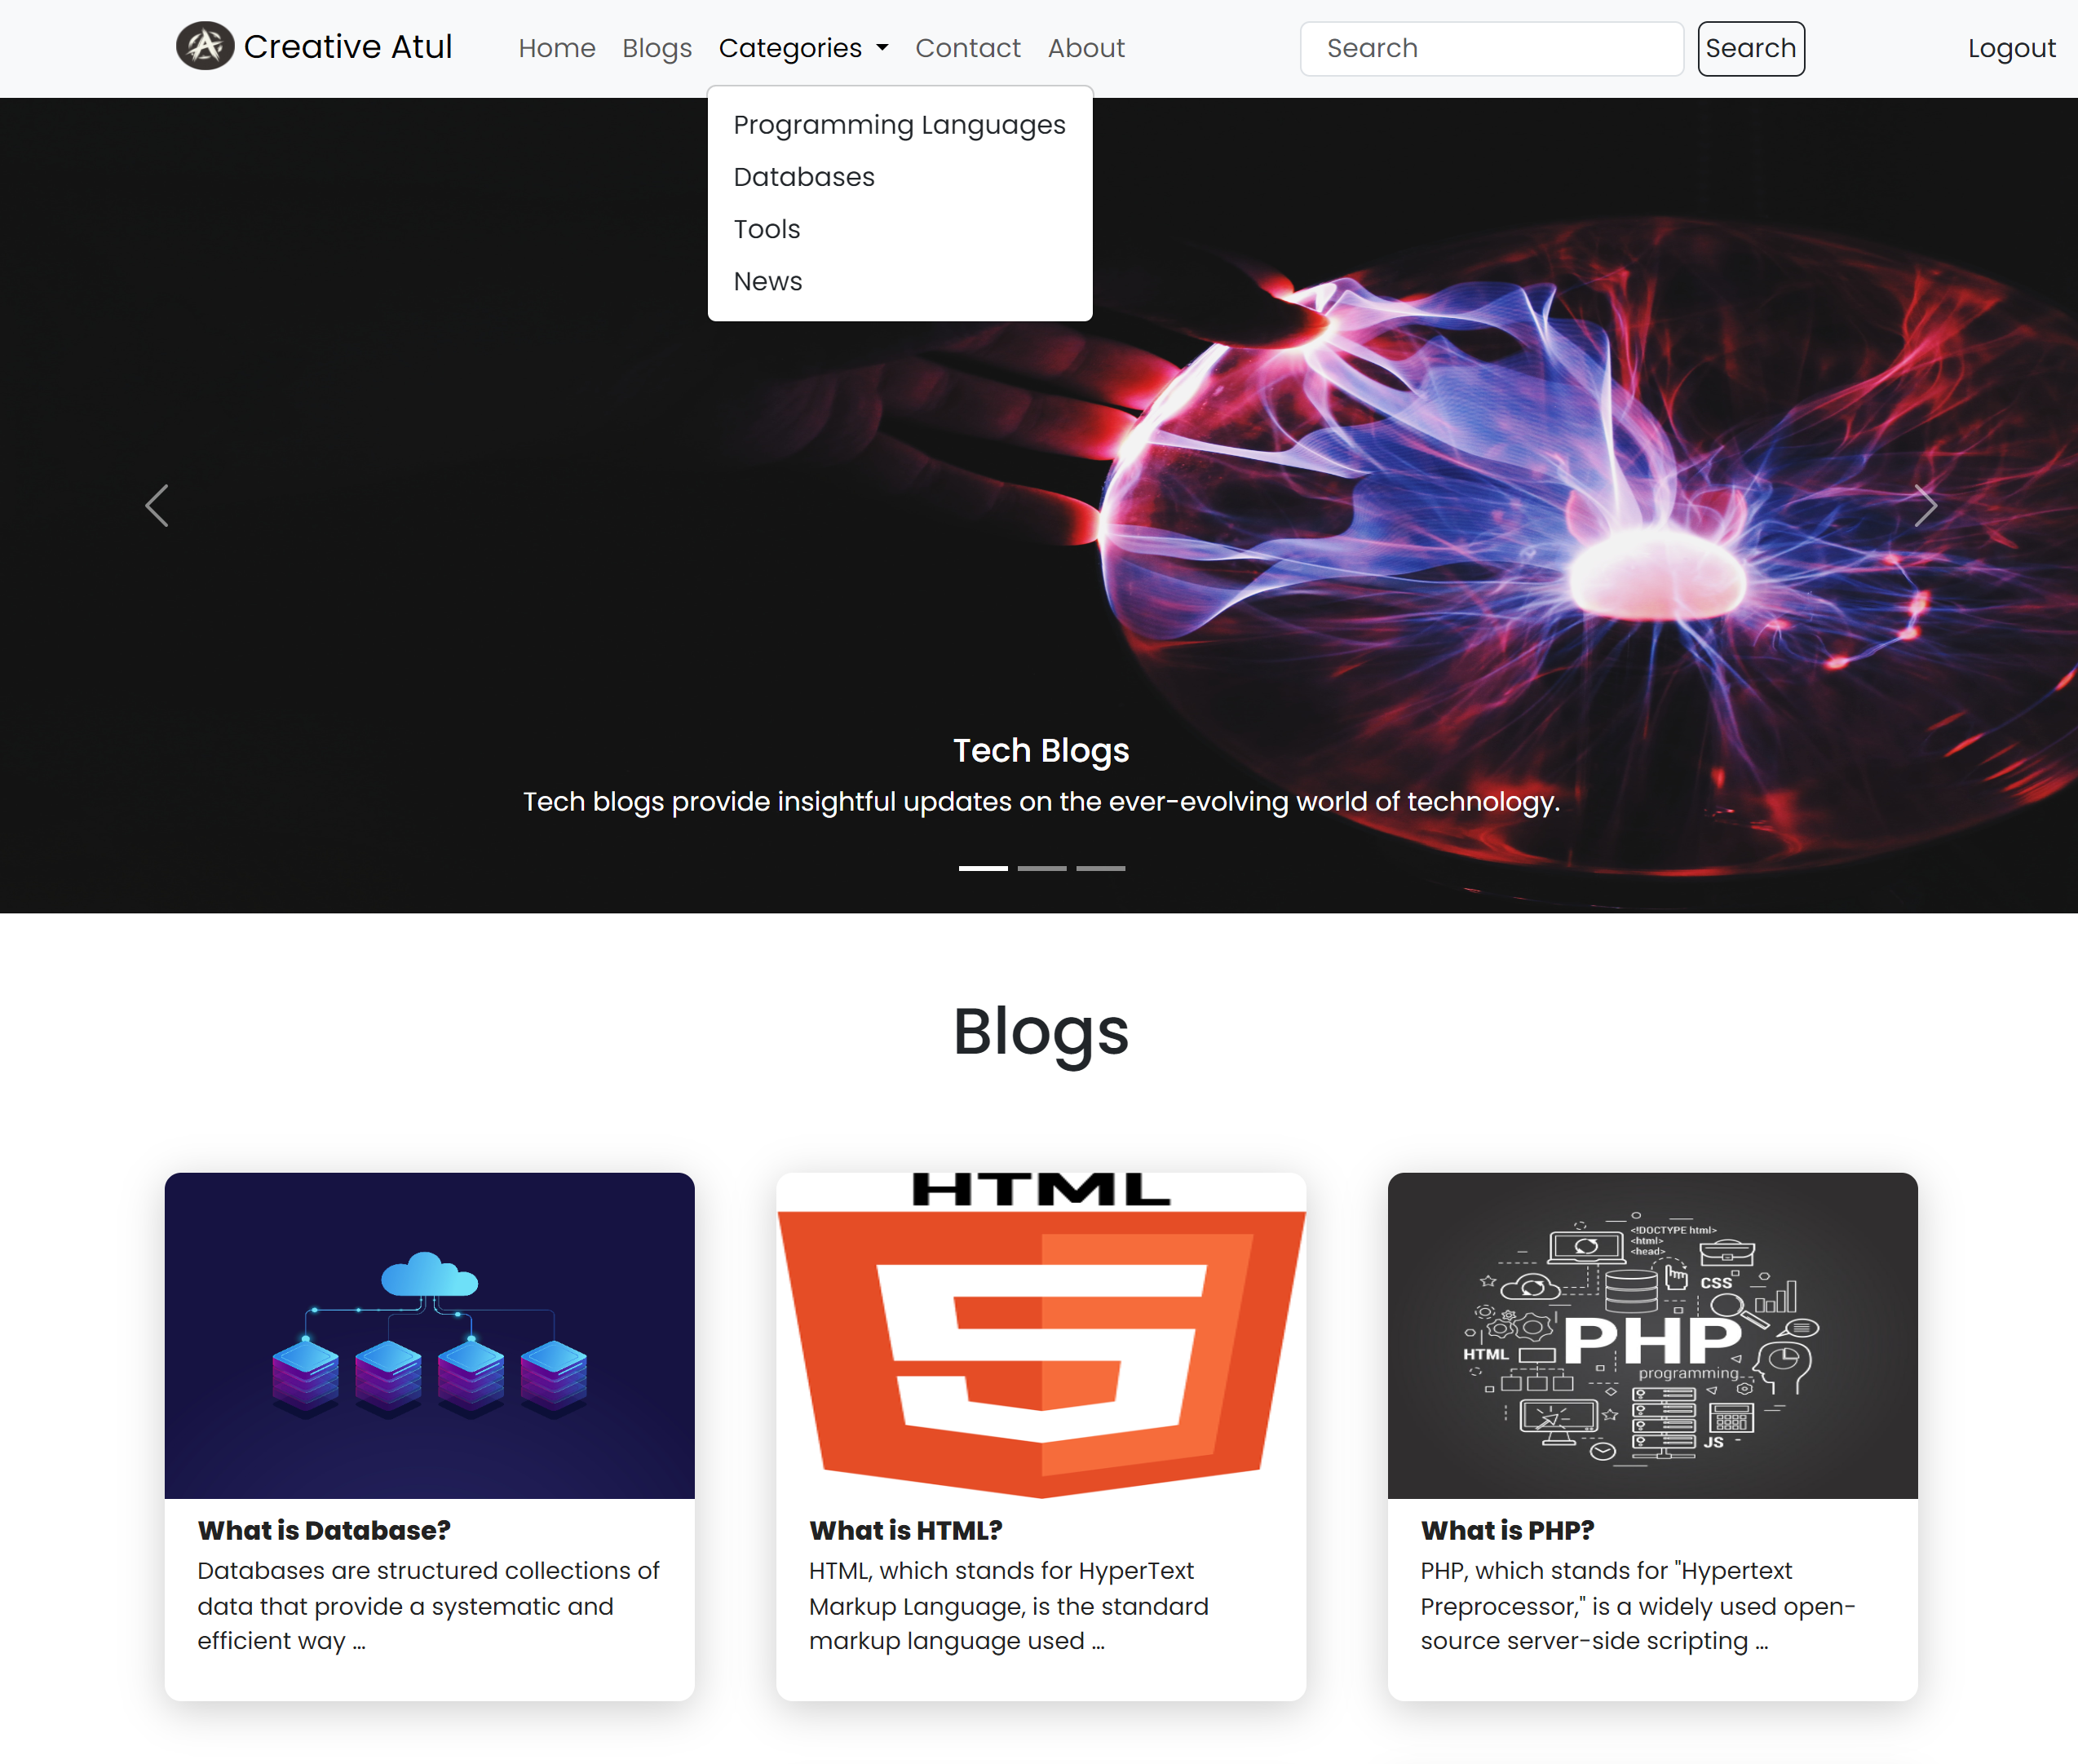 Creative Atul
Home Blogs Categories Contact About
Search
Search
Logout
Programming Languages
Databases
Tools
News
Tech Blogs
Tech blogs provide insightful updates on the ever-evolving world of technology.
Blogs
What is Database?
Databases are structured collections of
data that provide a systematic and
efficient way ...
HTML
What is HTML?
HTML, which stands for HyperText
Markup Language, is the standard
markup language used ...
<!DOCTYPE html>
<html>
<head>
CSS
PHP
HTML
programming
JS
What is PHP?
PHP, which stands for "Hypertext
Preprocessor," is a widely used open-
source server-side scripting ...